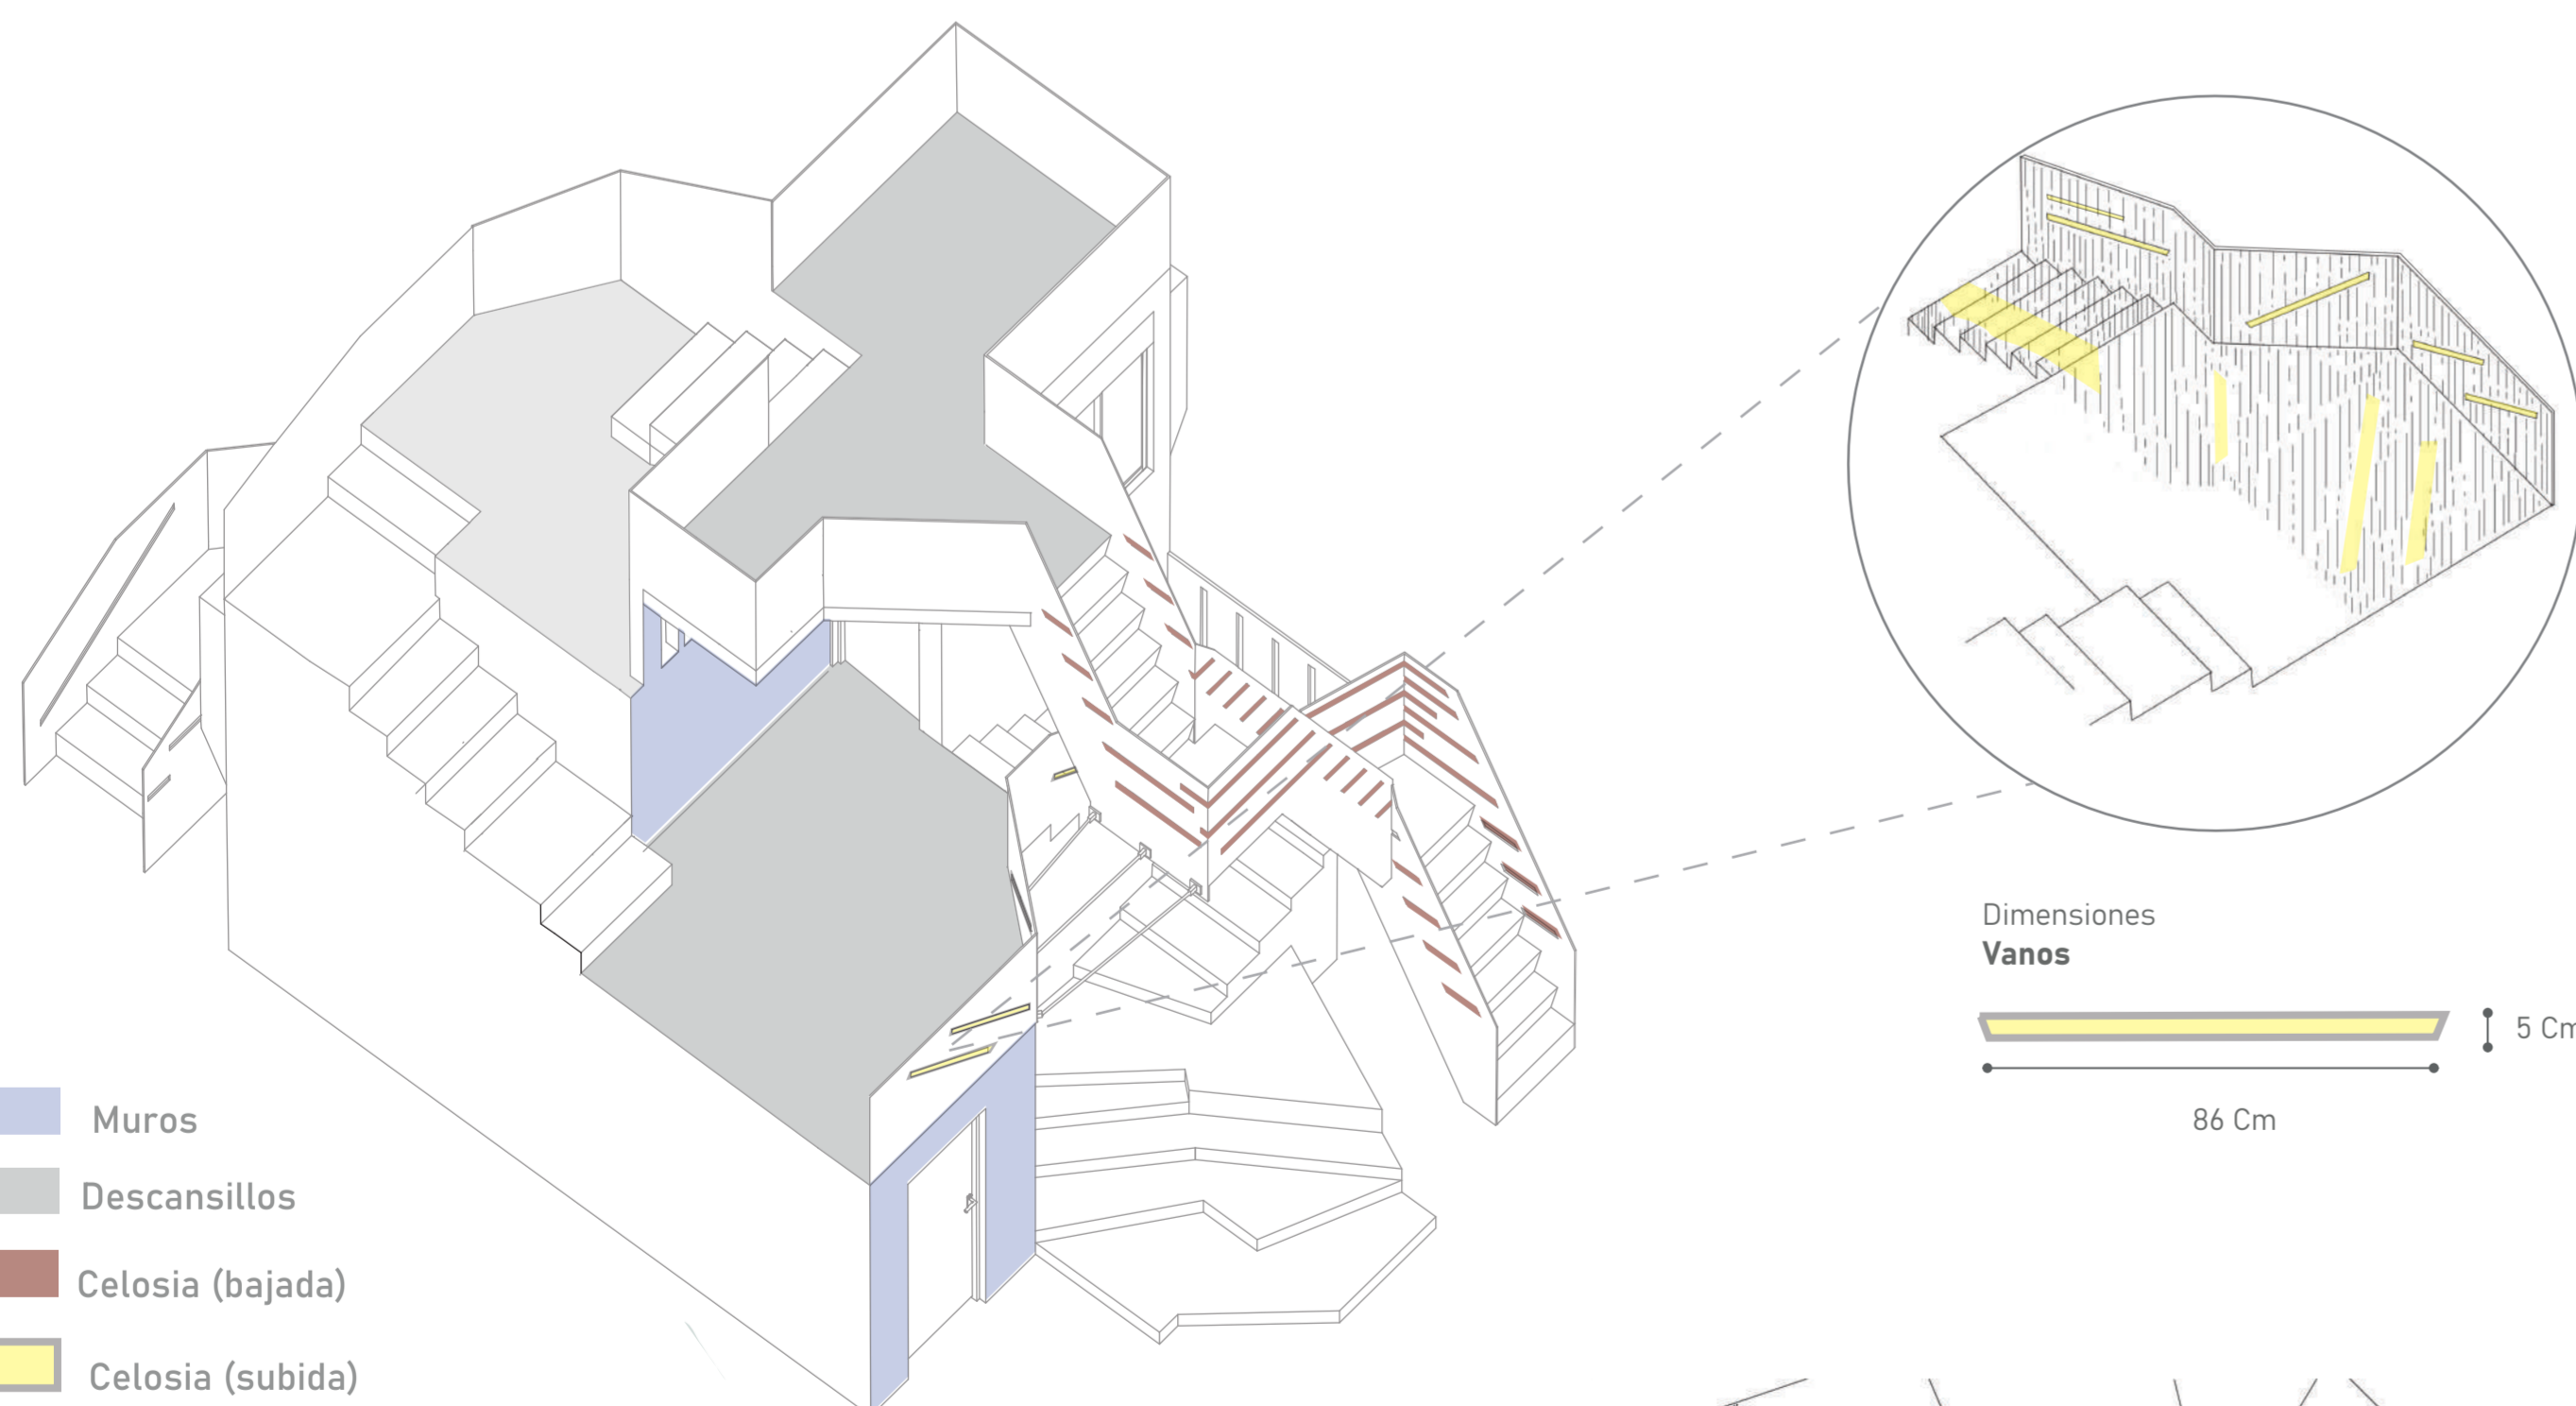 Dimensiones
Vanos
5 Cm
86 Cm
Muros
Descansillos
Celosia (bajada)
Celosia (subida)